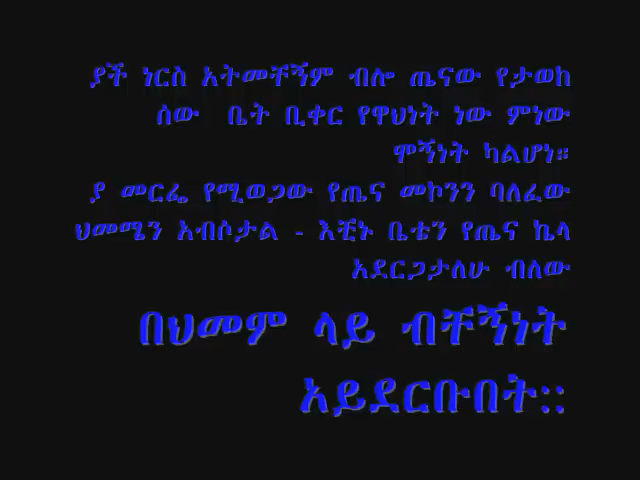 ያች ነርስ አትመቸኝም ብሎ ጤናው የታወከ
ሰው ቤት ቢቀር የዋህነት ነው ምነው
ሞኝነት ካልሆነ።
ያ መርፌ የሚወጋው የጤና መኮንን ባለፈው
ህመሜን አብሶታል - እቺኑ ቤቴን የጤና ኬላ
አደርጋታለሁ ብለው
በህመም ላይ ብቸኝነት
አይደርቡበት::